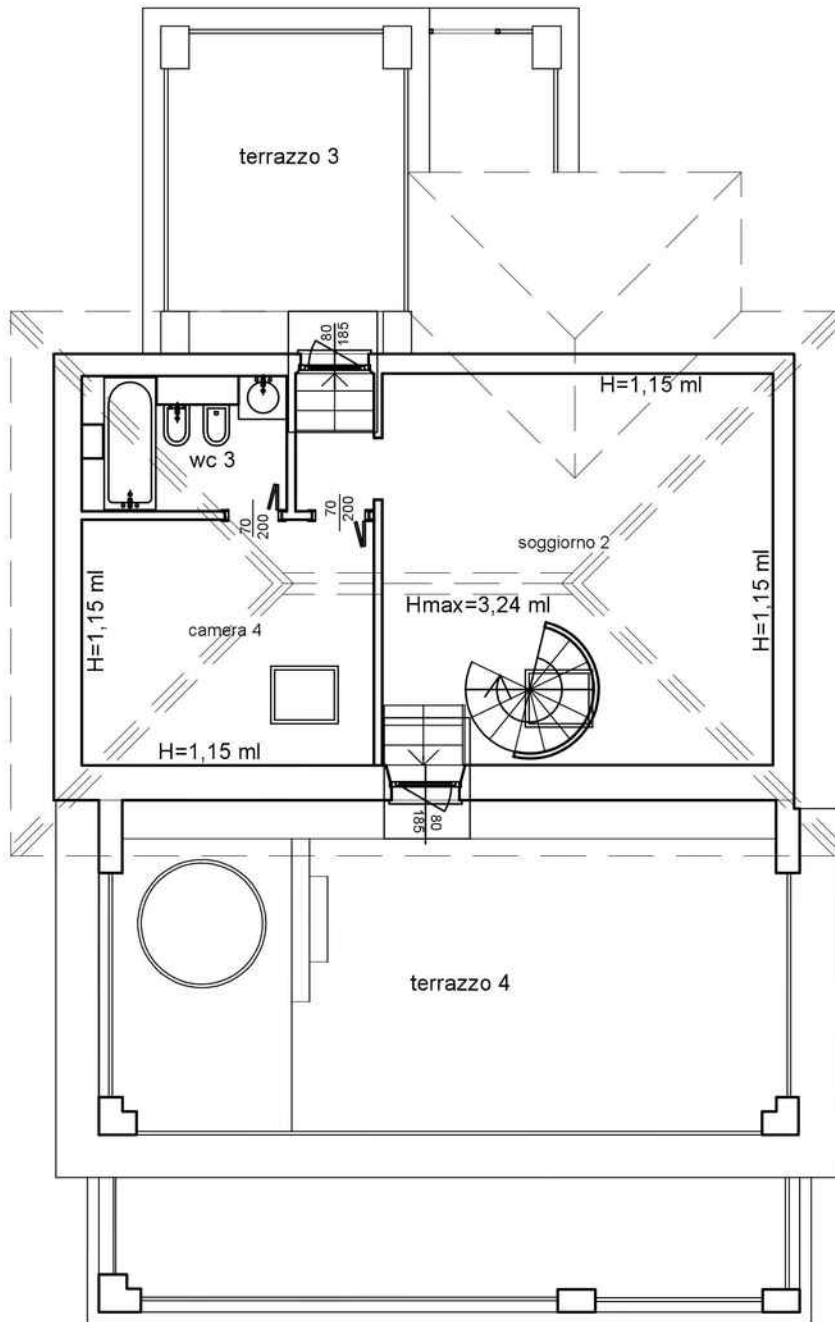 terrazzo 3
80
185
H=1,15 ml
wc 3
70
200
70
200
soggiorno 2
H=1,15 ml
Hmax=3,24 ml
camera 4
H=1,15 ml
H=1,15 ml
80
185
terrazzo 4